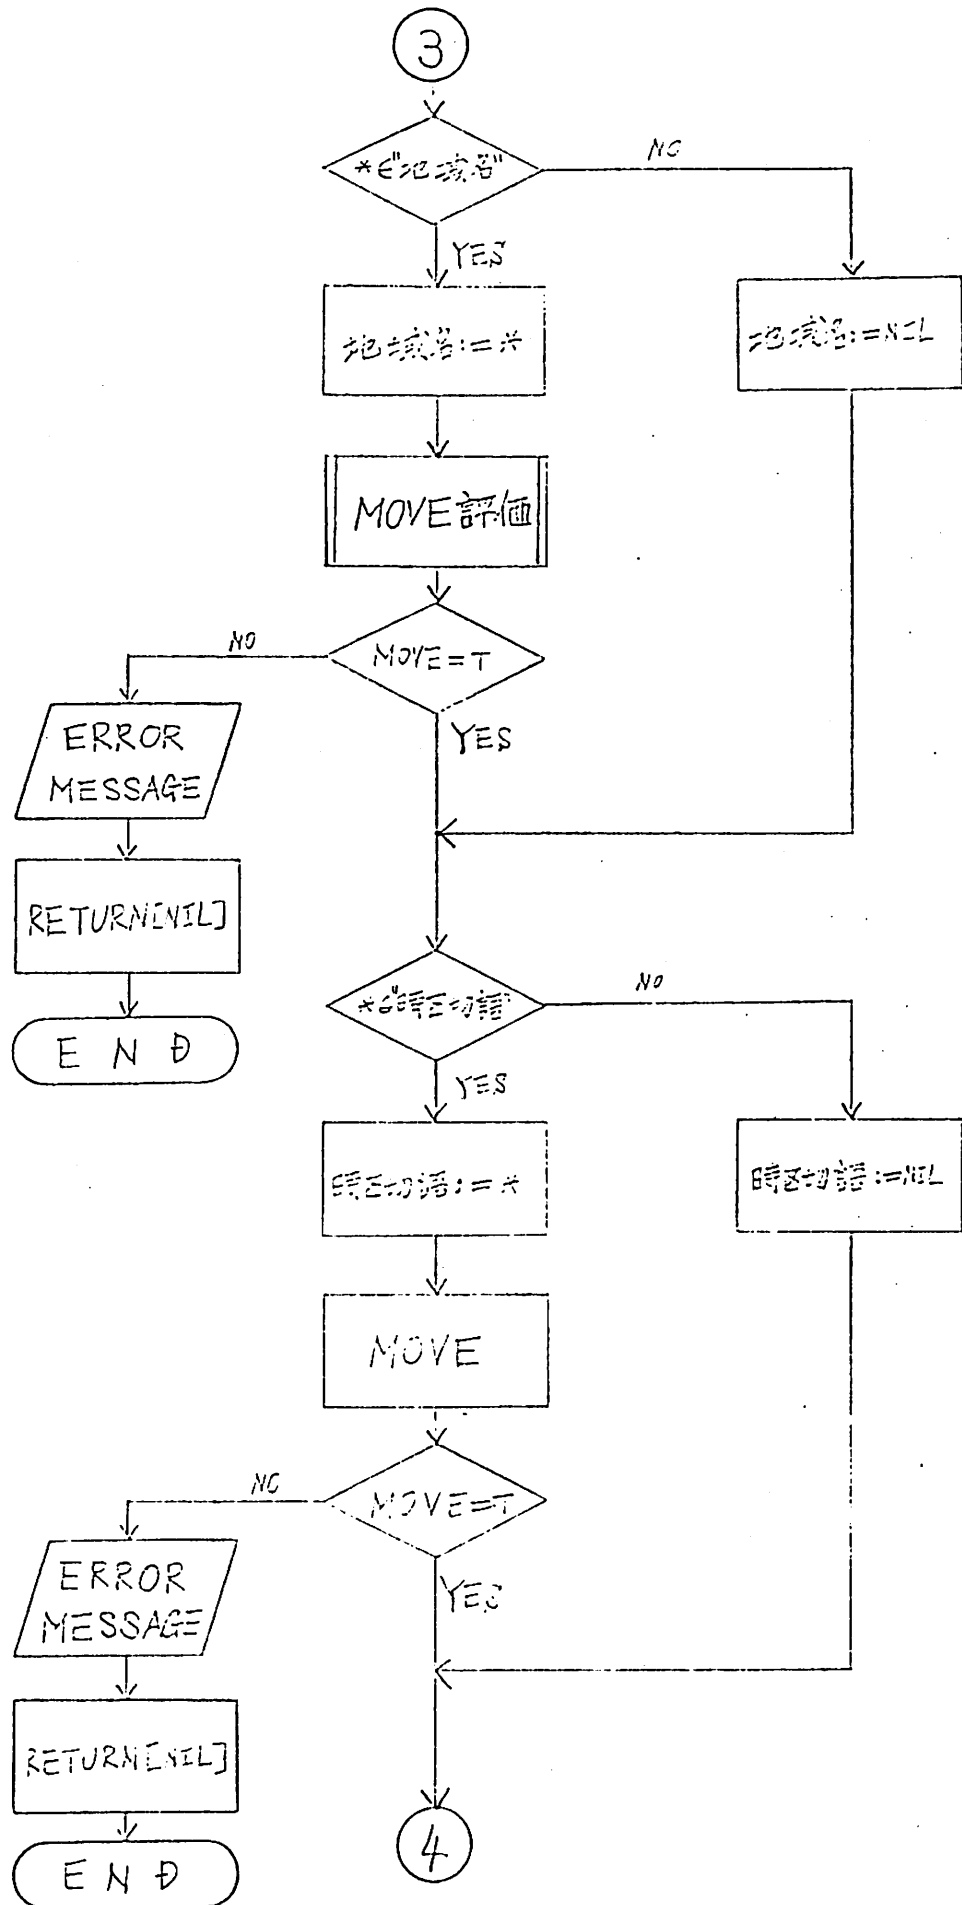 3
*∈"地域名"
NO
YES
地域名:=*
地域名:=NIL
MOVE評価
MOVE=T
NO
YES
ERROR
MESSAGE
RETURN[NIL]
END
*∈"時区切語"
NO
YES
時区切語:=*
時区切語:=NIL
MOVE
MOVE=T
NO
YES
ERROR
MESSAGE
RETURN[NIL]
END
4